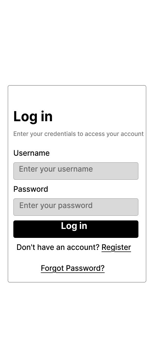 Log in
Enter your credentials to access your account
Username
Enter your username
Password
Enter your password
Log in
Don't have an account? Register
Forgot Password?